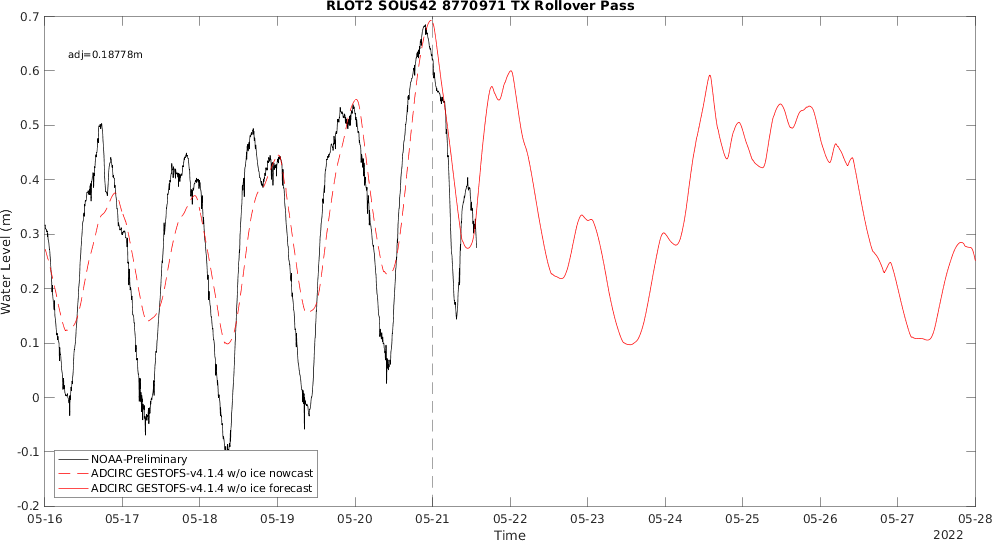 RLOT2 SOUS42 8770971 TX Rollover Pass
adj=0.18778m
0.7
0.6
0.5
0.4
0.3
0.2
0.1
0
-0.1
-0.2
Water Level (m)
NOAA-Preliminary
ADCIRC GESTOFS-v4.1.4 w/o ice nowcast
ADCIRC GESTOFS-v4.1.4 w/o ice forecast
05-16 05-17 05-18 05-19 05-20 05-21 05-22 05-23 05-24 05-25 05-26 05-27 05-28
Time
2022